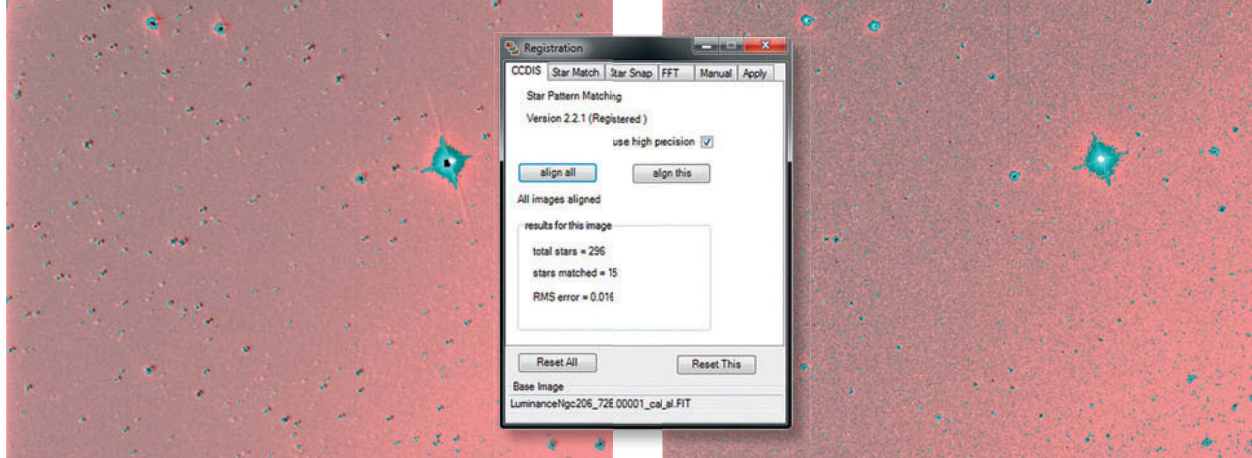 Registration
CCDIS Star Match Star Snap FFT Manual Apply
Star Pattern Matching
Version 2.2.1 (Registered )
use high precision
align all align this
All images aligned
results for this image
total stars = 296
stars matched = 15
RMS error = 0.016
Reset All Reset This
Base Image
LuminanceNgc206_72E.00001_cal_al.FIT